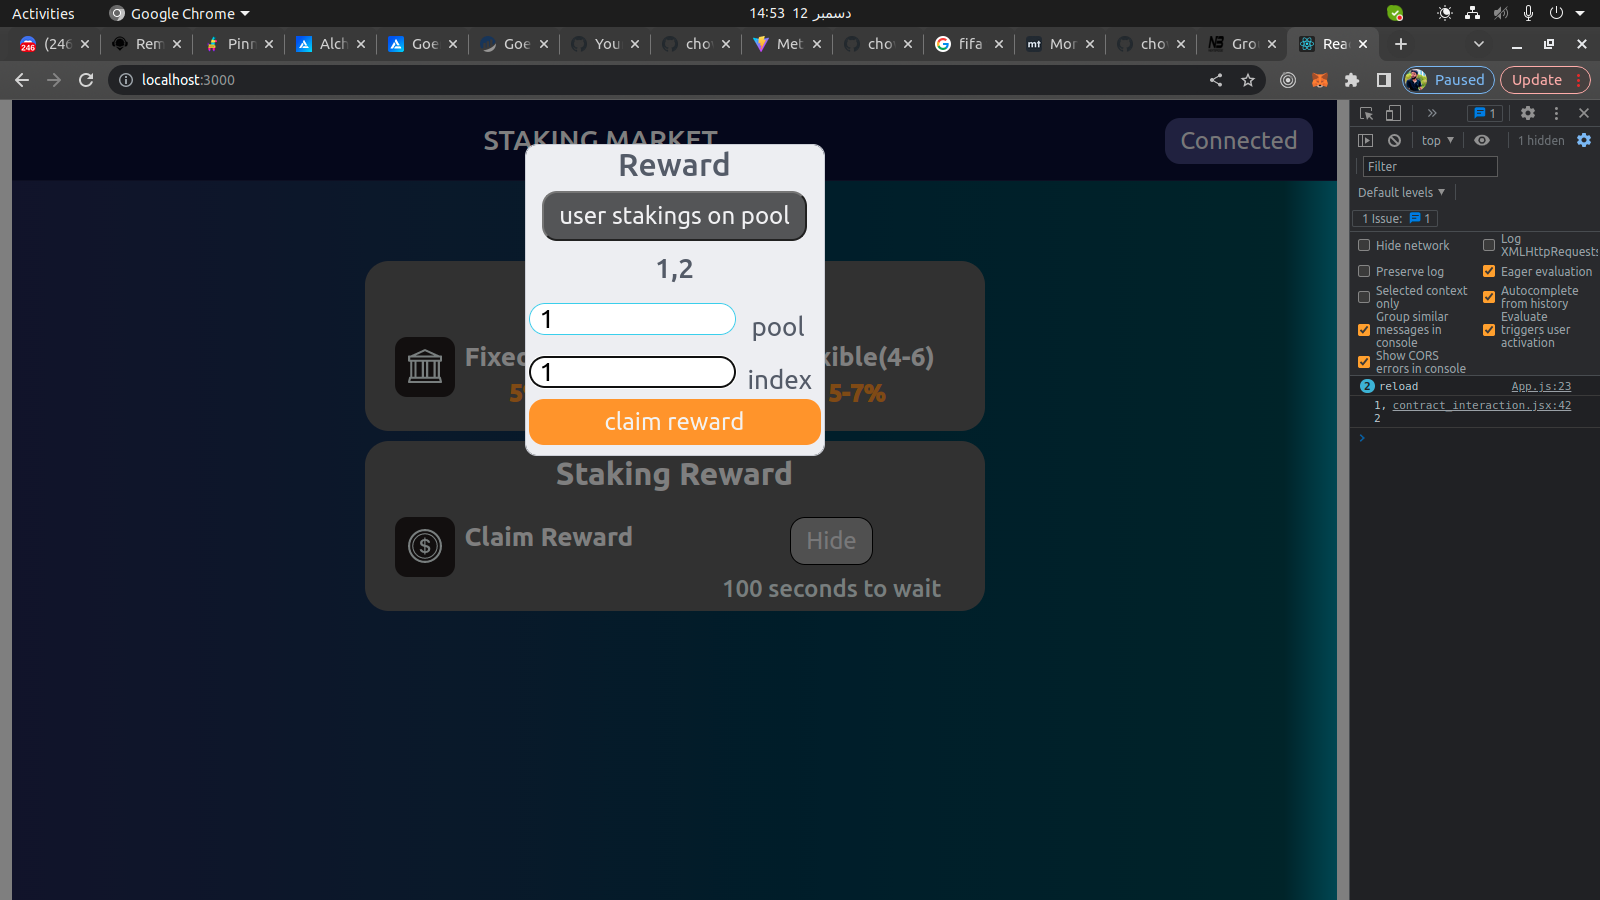 Activities
Google Chrome
14:53 12 دسمبر
(246
Rem
Pinn
Alch
Goe
Goe
You
chov
Met
chov
fifa
Mor
chov
Grou
Reac
localhost:3000
Paused
Update
STAKING MARKET
Connected
Reward
user stakings on pool
1,2
1 pool
1 index
claim reward
Fixed
5
xible(4-6)
5-7%
Staking Reward
Claim Reward
Hide
100 seconds to wait
1
top
1 hidden
Filter
Default levels
1 Issue: 1
Hide network
Log XMLHttpRequests
Preserve log
Eager evaluation
Selected context only
Autocomplete from history
Group similar messages in console
Evaluate triggers user activation
Show CORS errors in console
2 reload App.js:23
1, contract_interaction.jsx:42
2